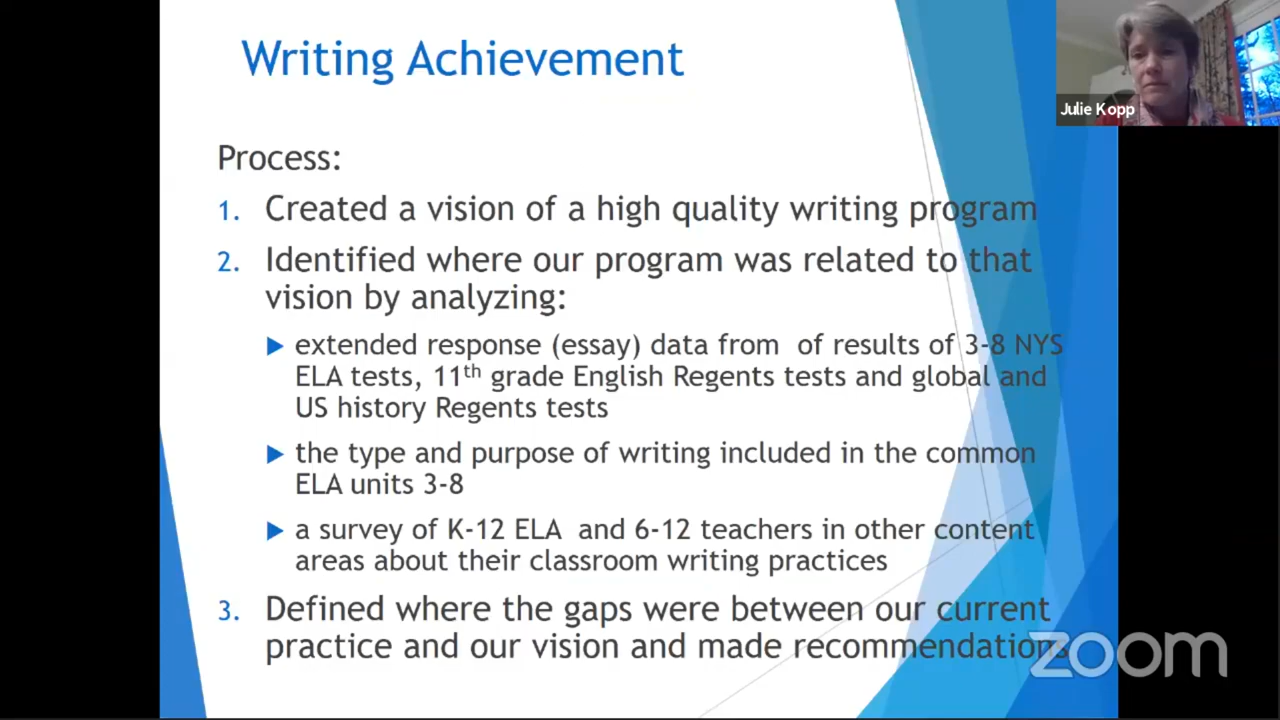 Writing Achievement
Julie Kopp
Process:
1. Created a vision of a high quality writing program
2. Identified where our program was related to that
vision by analyzing:
extended response (essay) data from of results of 3-8 NYS
ELA tests, 11th grade English Regents tests and global and
US history Regents tests
the type and purpose of writing included in the common
ELA units 3-8
a survey of K-12 ELA and 6-12 teachers in other content
areas about their classroom writing practices
3. Defined where the gaps were between our current
practice and our vision and made recommendations
zoom